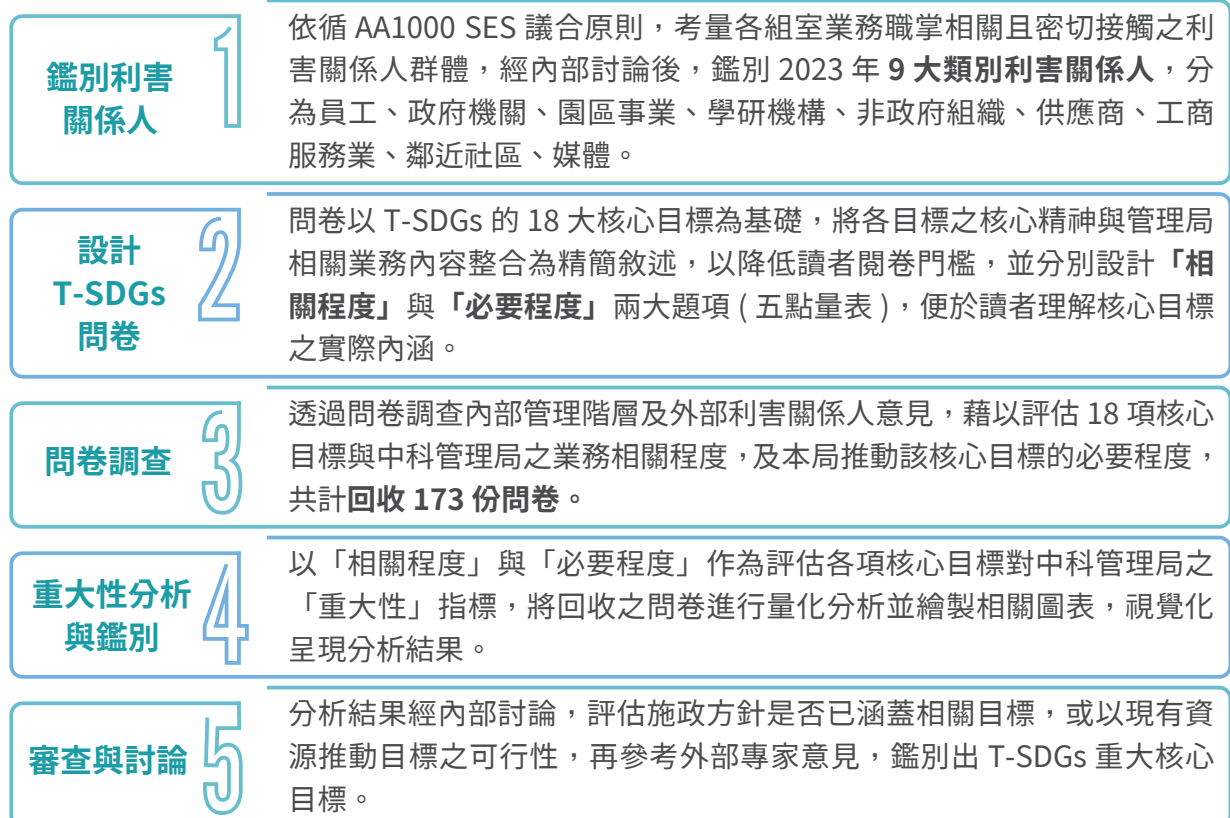 鑑別利害
關係人
1
依循 AA1000 SES 議合原則，考量各組室業務職掌相關且密切接觸之利
害關係人群體，經內部討論後，鑑別 2023 年 9 大類別利害關係人，分
為員工、政府機關、園區事業、學研機構、非政府組織、供應商、工商
服務業、鄰近社區、媒體。
設計
T-SDGs
問卷
2
問卷以 T-SDGs 的 18 大核心目標為基礎，將各目標之核心精神與管理局
相關業務內容整合為精簡敘述，以降低讀者閱卷門檻，並分別設計「相
關程度」與「必要程度」兩大題項 ( 五點量表 )，便於讀者理解核心目標
之實際內涵。
問卷調查
3
透過問卷調查內部管理階層及外部利害關係人意見，藉以評估 18 項核心
目標與中科管理局之業務相關程度，及本局推動該核心目標的必要程度，
共計回收 173 份問卷。
重大性分析
與鑑別
4
以「相關程度」與「必要程度」作為評估各項核心目標對中科管理局之
「重大性」指標，將回收之問卷進行量化分析並繪製相關圖表，視覺化
呈現分析結果。
審查與討論
5
分析結果經內部討論，評估施政方針是否已涵蓋相關目標，或以現有資
源推動目標之可行性，再參考外部專家意見，鑑別出 T-SDGs 重大核心
目標。